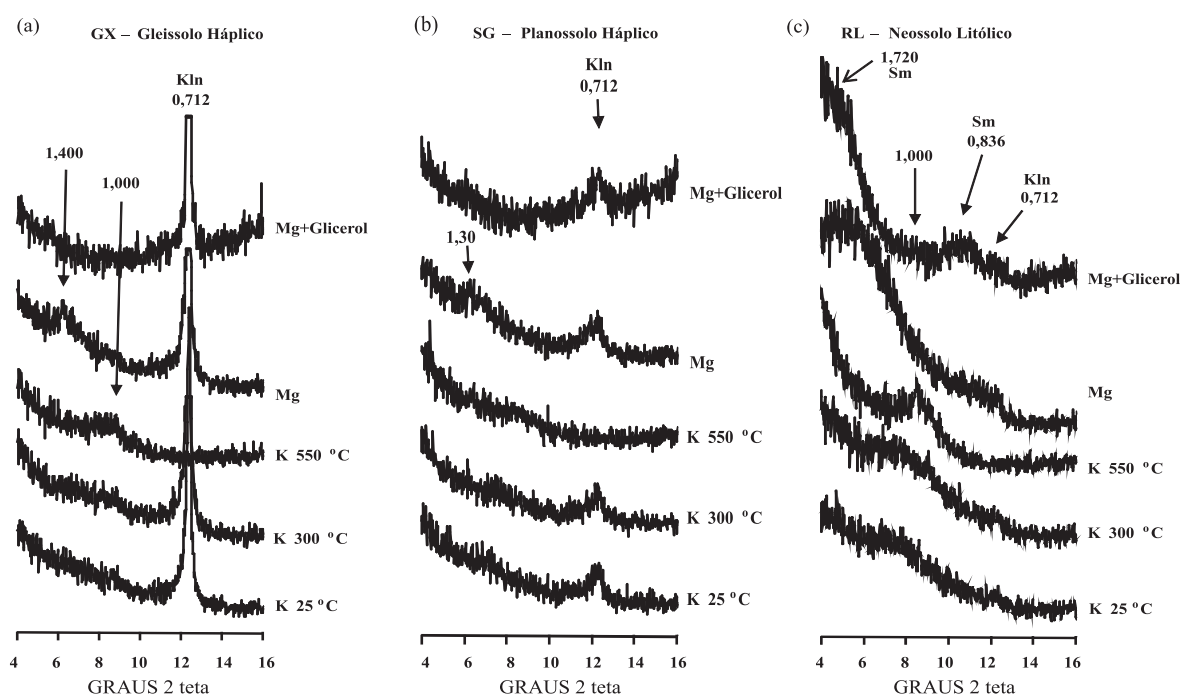 (a)
GX – Gleissolo Háplico
Kln
0,712
1,400
1,000
Mg+Glicerol
Mg
K 550 °C
K 300 °C
K 25 °C
4 6 8 10 12 14 16
GRAUS 2 teta
(b)
SG – Planossolo Háplico
Kln
0,712
Mg+Glicerol
1,30
Mg
K 550 °C
K 300 °C
K 25 °C
4 6 8 10 12 14 16
GRAUS 2 teta
(c)
RL – Neossolo Litólico
1,720
Sm
Sm
0,836
1,000
Kln
0,712
Mg+Glicerol
Mg
K 550 °C
K 300 °C
K 25 °C
4 6 8 10 12 14 16
GRAUS 2 teta